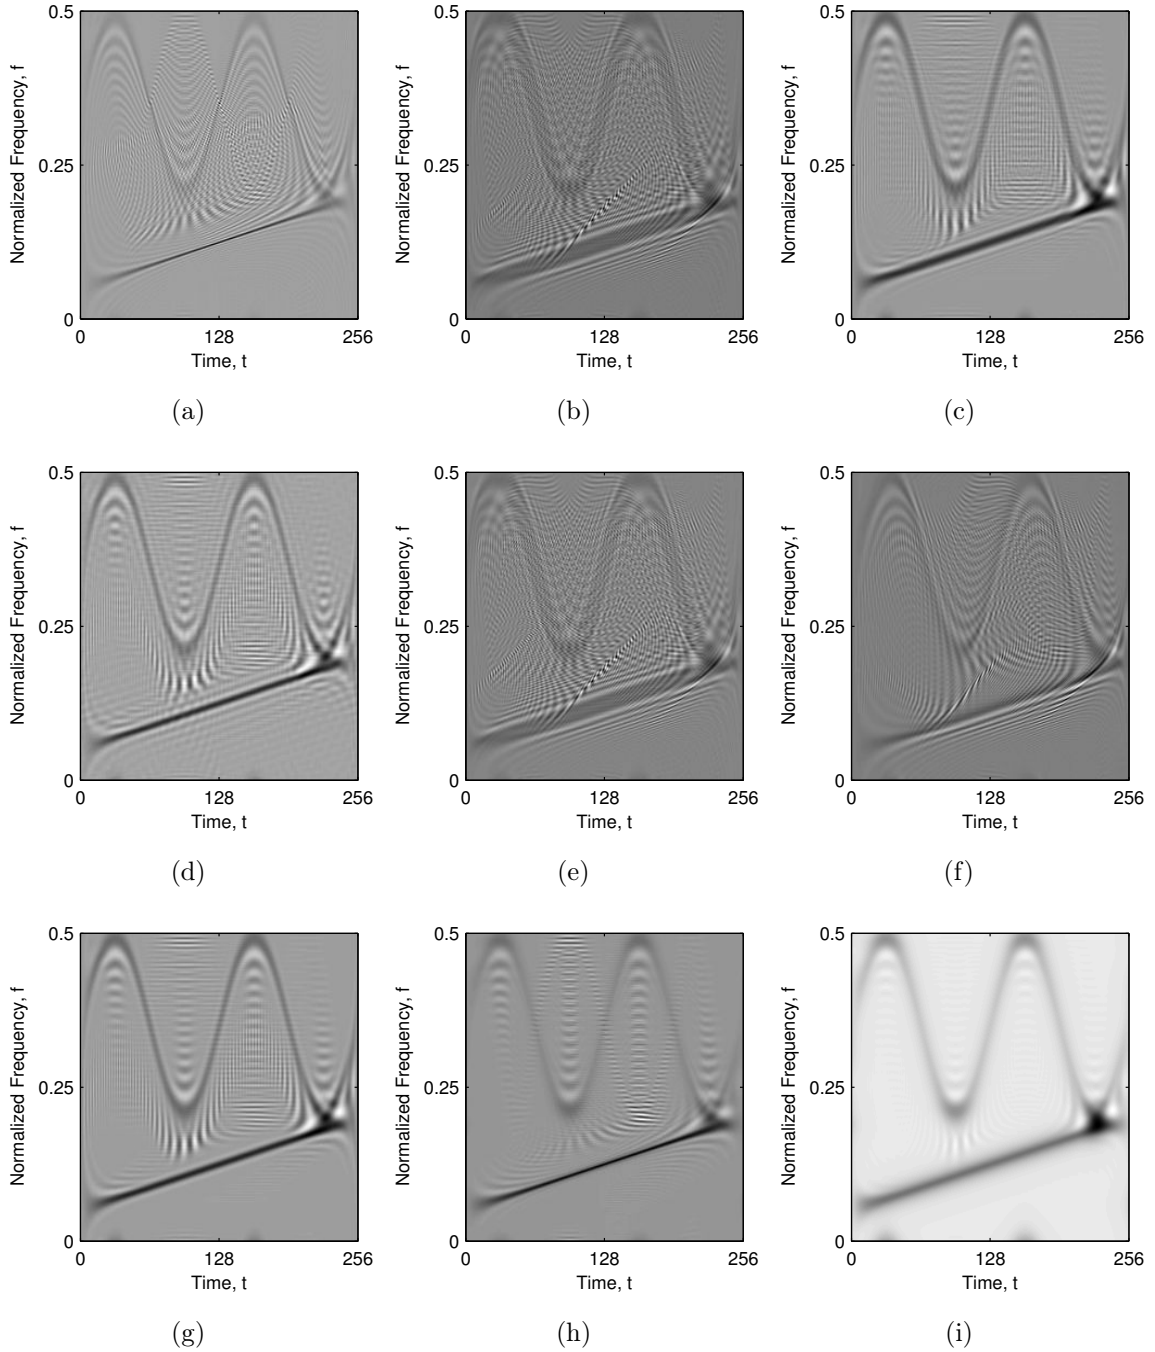 0.5 0.5 0.5
Normalized Frequency, f Normalized Frequency, f Normalized Frequency, f
0.25 0.25 0.25
0 0 0
0 128 256 0 128 256 0 128 256
Time, t Time, t Time, t
(a) (b) (c)
0.5 0.5 0.5
Normalized Frequency, f Normalized Frequency, f Normalized Frequency, f
0.25 0.25 0.25
0 0 0
0 128 256 0 128 256 0 128 256
Time, t Time, t Time, t
(d) (e) (f)
0.5 0.5 0.5
Normalized Frequency, f Normalized Frequency, f Normalized Frequency, f
0.25 0.25 0.25
0 0 0
0 128 256 0 128 256 0 128 256
Time, t Time, t Time, t
(g) (h) (i)